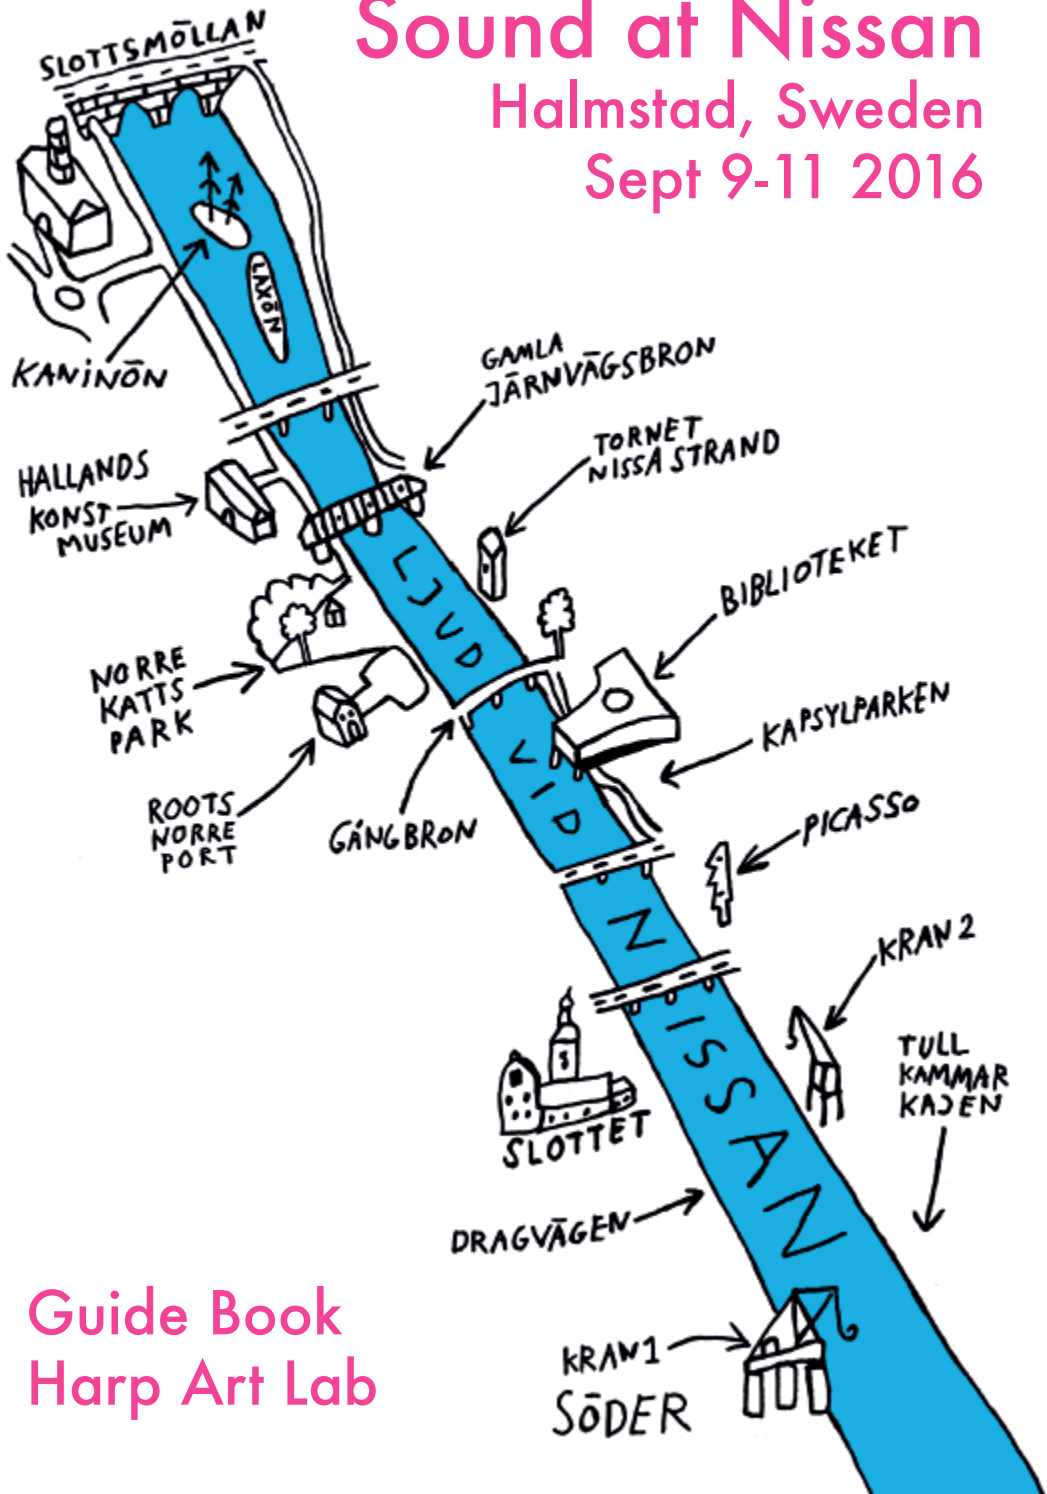 Sound at Nissan
Halmstad, Sweden
Sept 9-11 2016
SLOTTSMÖLLAN
LAXÖN
KANINÖN
GAMLA
JÄRNVÄGSBRON
TORNET
NISSA STRAND
HALLANDS
KONST
MUSEUM
BIBLIOTEKET
NORRE
KATTS
PARK
KAPSYLPARKEN
ROOTS
NORRE
PORT
GÅNGBRON
PICASSO
LJUD
VID
NISSAN
KRAN 2
TULL
KAMMAR
KAJEN
SLOTTET
DRAGVÄGEN
KRAN 1
SÖDER
Guide Book
Harp Art Lab